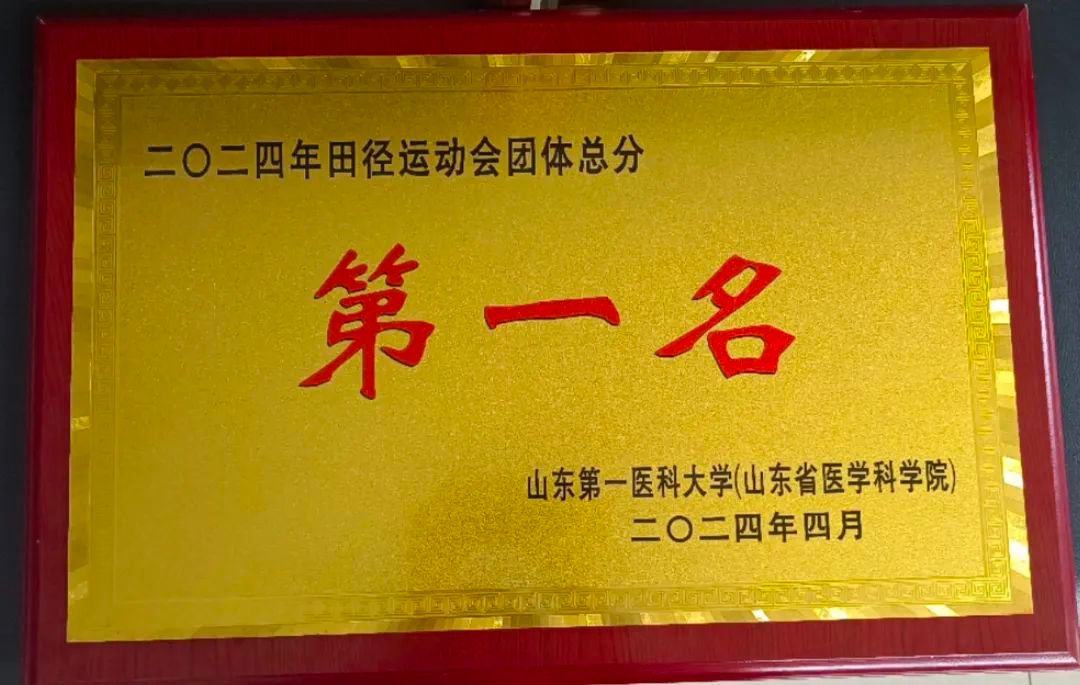 二〇二四年田径运动会团体总分
第一名
山东第一医科大学(山东省医学科学院)
二〇二四年四月